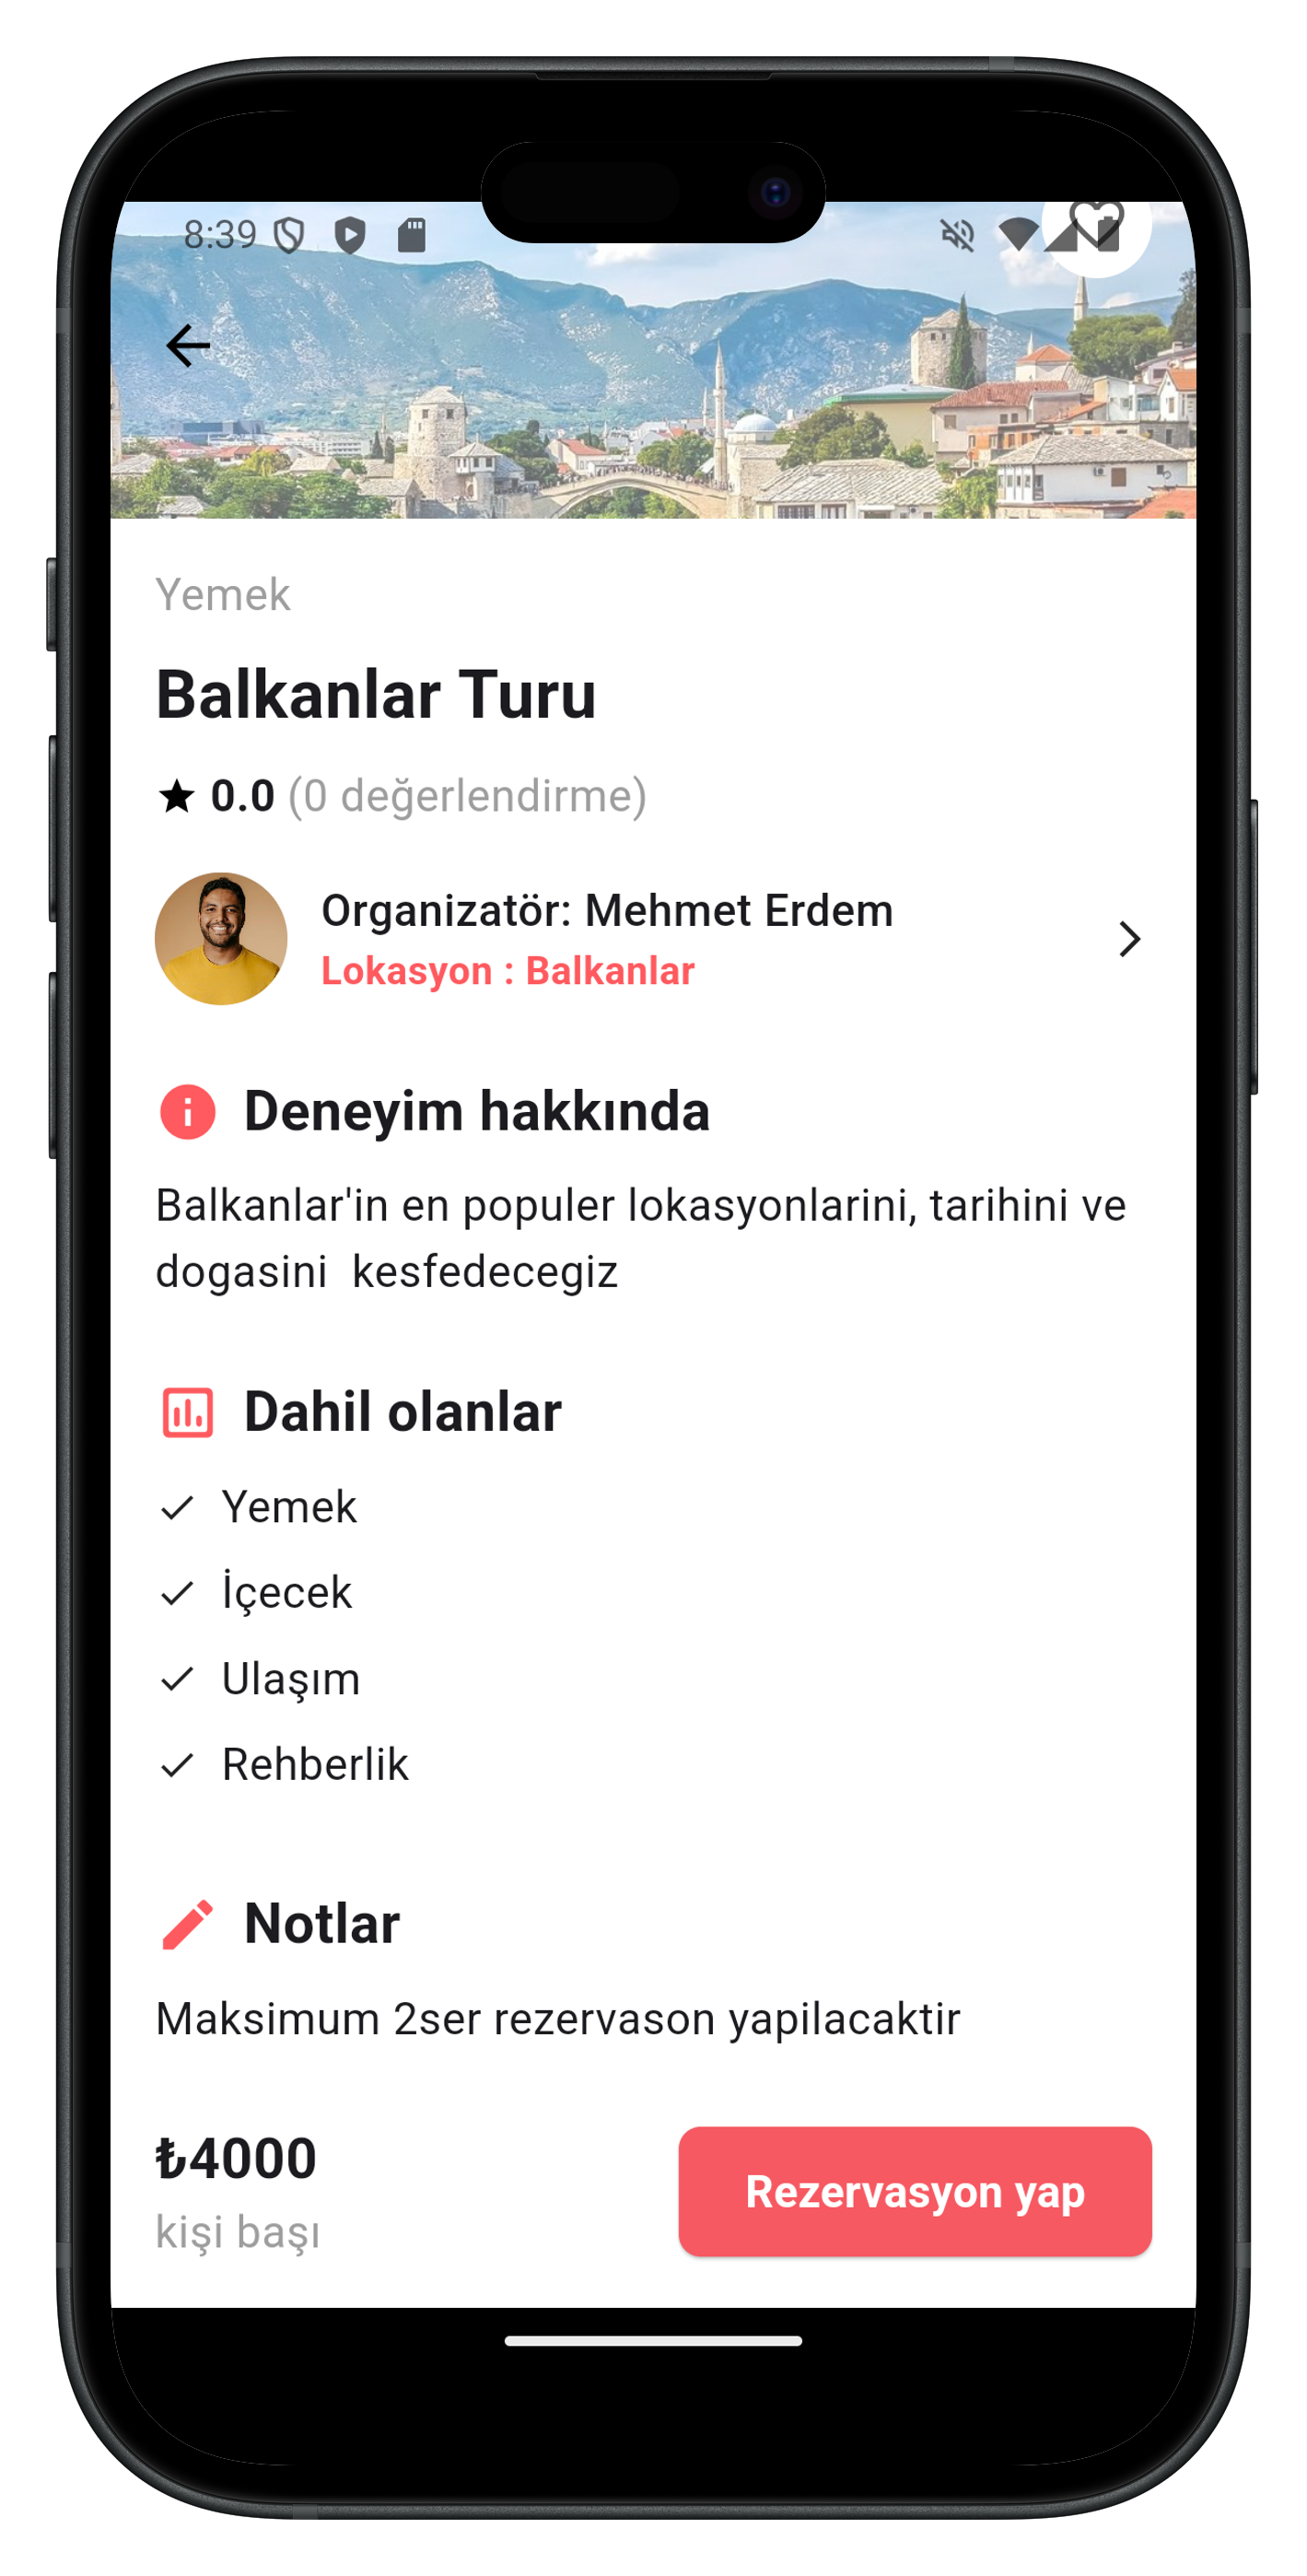 8:39
Yemek
Balkanlar Turu
0.0 (0 değerlendirme)
Organizatör: Mehmet Erdem
Lokasyon : Balkanlar
Deneyim hakkında
Balkanlar'in en populer lokasyonlarini, tarihini ve
dogasini  kesfedecegiz
Dahil olanlar
Yemek
İçecek
Ulaşım
Rehberlik
Notlar
Maksimum 2ser rezervason yapilacaktir
₺4000
kişi başı
Rezervasyon yap